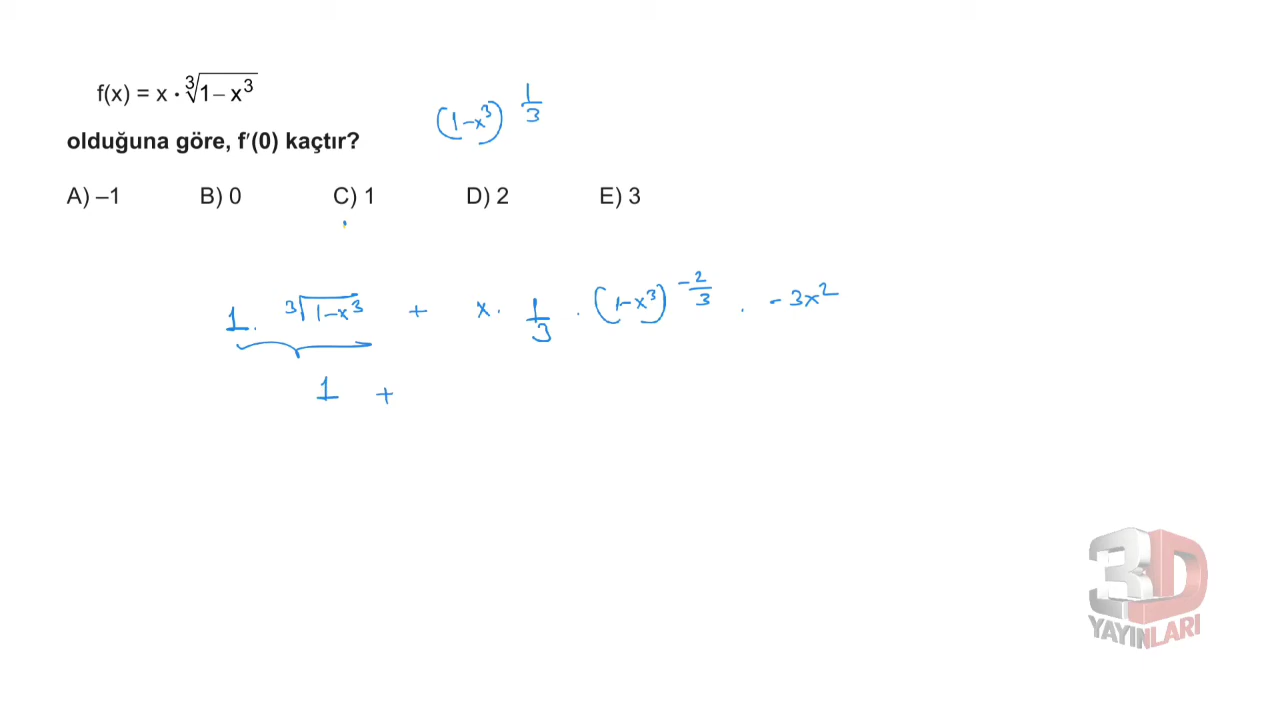 f(x) = x · ∛(1 – x³)
(1-x³)^(1/3)
olduğuna göre, f′(0) kaçtır?
A) –1 B) 0 C) 1 D) 2 E) 3
1 . ∛(1-x³) + x . 1/3 . (1-x³)^(-2/3) . -3x²
1 +
3D
YAYINLARI